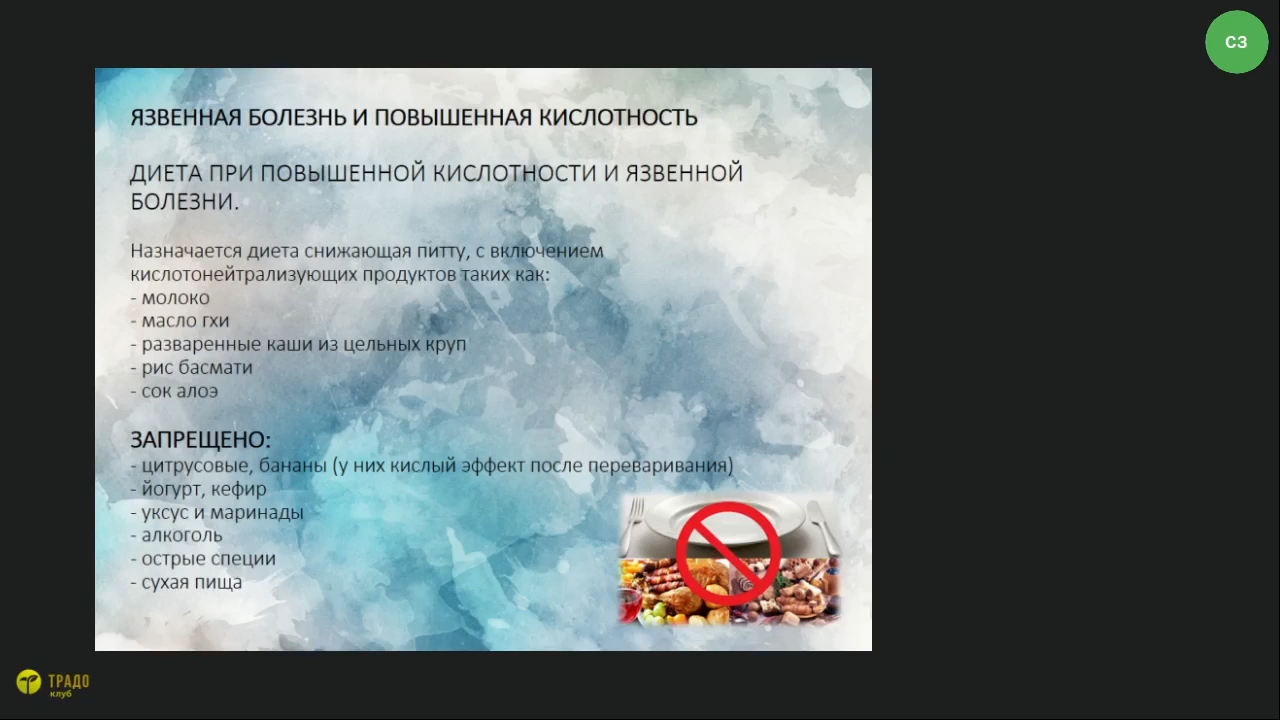 СЗ
ЯЗВЕННАЯ БОЛЕЗНЬ И ПОВЫШЕННАЯ КИСЛОТНОСТЬ
ДИЕТА ПРИ ПОВЫШЕННОЙ КИСЛОТНОСТИ И ЯЗВЕННОЙ
БОЛЕЗНИ.
Назначается диета снижающая питту, с включением
кислотонейтрализующих продуктов таких как:
- молоко
- масло гхи
- разваренные каши из цельных круп
- рис басмати
- сок алоэ
ЗАПРЕЩЕНО:
- цитрусовые, бананы (у них кислый эффект после переваривания)
- йогурт, кефир
- уксус и маринады
- алкоголь
- острые специи
- сухая пища
ТРАДО
клуб